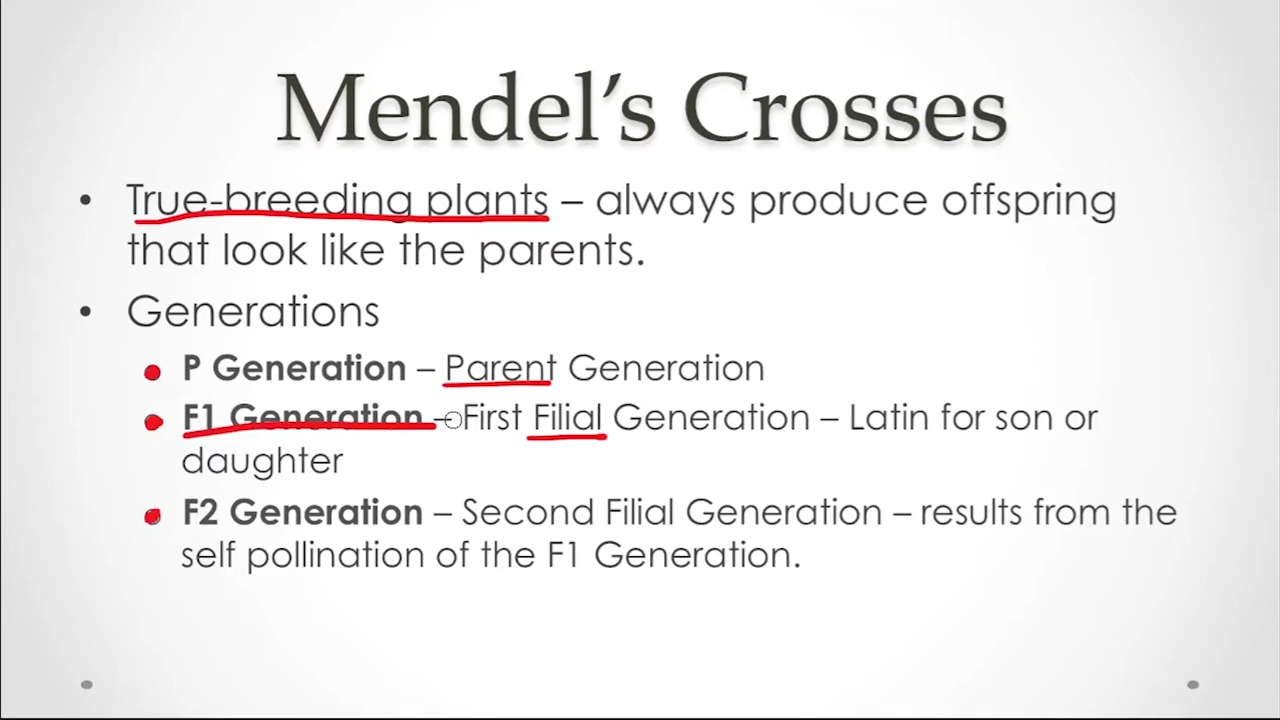 Mendel’s Crosses
• True-breeding plants – always produce offspring
that look like the parents.
• Generations
• P Generation – Parent Generation
• F1 Generation – First Filial Generation – Latin for son or
daughter
• F2 Generation – Second Filial Generation – results from the
self pollination of the F1 Generation.